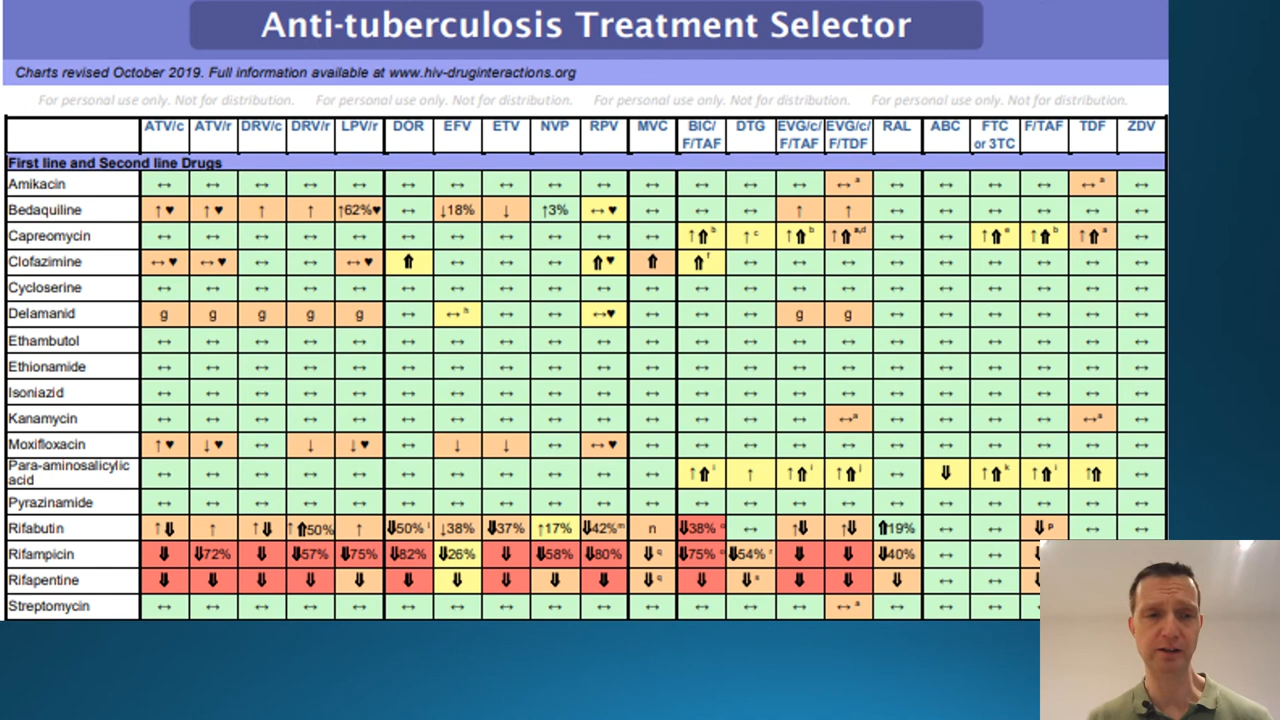 Anti-tuberculosis Treatment Selector
Charts revised October 2019. Full information available at www.hiv-druginteractions.org
For personal use only. Not for distribution. For personal use only. Not for distribution. For personal use only. Not for distribution. For personal use only. Not for distribution.
ATV/c ATV/r DRV/c DRV/r LPV/r DOR EFV ETV NVP RPV MVC BIC/ F/TAF DTG EVG/c/ F/TAF EVG/c/ F/TDF RAL ABC FTC or 3TC F/TAF TDF ZDV
First line and Second line Drugs
Amikacin ↔ ↔ ↔ ↔ ↔ ↔ ↔ ↔ ↔ ↔ ↔ ↔ ↔ ↔ ↔ a ↔ ↔ ↔ ↔ ↔ a ↔
Bedaquiline ↑♥ ↑♥ ↑ ↑ ↑62%♥ ↔ ↓18% ↓ ↑3% ↔♥ ↔ ↔ ↔ ↑ ↑ ↔ ↔ ↔ ↔ ↔ ↔
Capreomycin ↔ ↔ ↔ ↔ ↔ ↔ ↔ ↔ ↔ ↔ ↔ ↑⇑ b ↑ c ↑⇑ b ↑⇑ a,d ↔ ↔ ↑⇑ e ↑⇑ b ↑⇑ a ↔
Clofazimine ↔♥ ↔♥ ↔ ↔ ↔♥ ⇑ ↔ ↔ ↔ ⇑♥ ⇑ ⇑ f ↔ ↔ ↔ ↔ ↔ ↔ ↔ ↔ ↔
Cycloserine ↔ ↔ ↔ ↔ ↔ ↔ ↔ ↔ ↔ ↔ ↔ ↔ ↔ ↔ ↔ ↔ ↔ ↔ ↔ ↔ ↔
Delamanid g g g g g ↔ ↔ h ↔ ↔ ↔♥ ↔ ↔ ↔ g g ↔ ↔ ↔ ↔ ↔ ↔
Ethambutol ↔ ↔ ↔ ↔ ↔ ↔ ↔ ↔ ↔ ↔ ↔ ↔ ↔ ↔ ↔ ↔ ↔ ↔ ↔ ↔ ↔
Ethionamide ↔ ↔ ↔ ↔ ↔ ↔ ↔ ↔ ↔ ↔ ↔ ↔ ↔ ↔ ↔ ↔ ↔ ↔ ↔ ↔ ↔
Isoniazid ↔ ↔ ↔ ↔ ↔ ↔ ↔ ↔ ↔ ↔ ↔ ↔ ↔ ↔ ↔ ↔ ↔ ↔ ↔ ↔ ↔
Kanamycin ↔ ↔ ↔ ↔ ↔ ↔ ↔ ↔ ↔ ↔ ↔ ↔ ↔ ↔ ↔ a ↔ ↔ ↔ ↔ ↔ a ↔
Moxifloxacin ↑♥ ↓♥ ↔ ↓ ↓♥ ↔ ↓ ↓ ↔ ↔♥ ↔ ↔ ↔ ↔ ↔ ↔ ↔ ↔ ↔ ↔ ↔
Para-aminosalicylic acid ↔ ↔ ↔ ↔ ↔ ↔ ↔ ↔ ↔ ↔ ↔ ↑⇑ i ↑ ↑⇑ i ↑⇑ j ↔ ⇓ ↑⇑ k ↑⇑ i ↑⇑ ↔
Pyrazinamide ↔ ↔ ↔ ↔ ↔ ↔ ↔ ↔ ↔ ↔ ↔ ↔ ↔ ↔ ↔ ↔ ↔ ↔ ↔ ↔ ↔
Rifabutin ↑⇓ ↑ ↑⇓ ↑⇑50% ↑ ⇓50% l ↓38% ⇓37% ↑17% ⇓42% m n ⇓38% o ↔ ↑⇓ ↑⇓ ⇑19% ↔ ↔ ⇓ p ↔ ↔
Rifampicin ⇓ ⇓72% ⇓ ⇓57% ⇓75% ⇓82% ⇓26% ⇓ ⇓58% ⇓80% ⇓ q ⇓75% o ⇓54% r ⇓ ⇓ ⇓40% ↔ ↔ ⇓
Rifapentine ⇓ ⇓ ⇓ ⇓ ⇓ ⇓ ⇓ ⇓ ⇓ ⇓ ⇓ q ⇓ ⇓ s ⇓ ⇓ ⇓ ↔ ↔ ⇓
Streptomycin ↔ ↔ ↔ ↔ ↔ ↔ ↔ ↔ ↔ ↔ ↔ ↔ ↔ ↔ ↔ a ↔ ↔ ↔